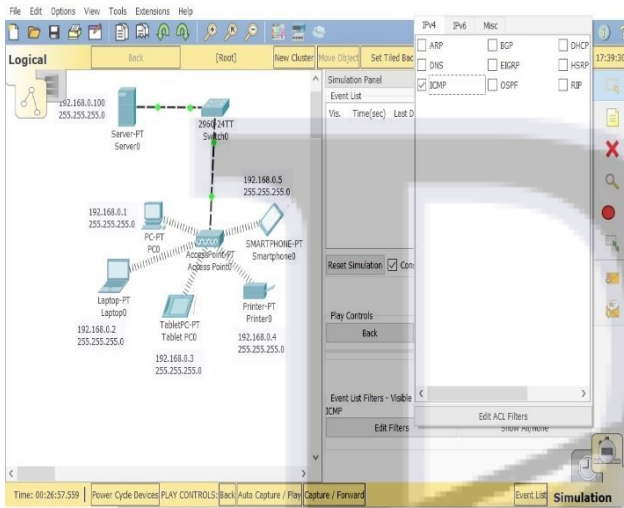 File Edit Options View Tools Extensions Help
Logical Back [Root] New Cluster Move Object Set Tiled Bac 17:39:30
192.168.0.100
255.255.255.0
Server-PT
Server0
2960-24TT
Switch0
192.168.0.5
255.255.255.0
192.168.0.1
255.255.255.0
PC-PT
PC0
AccessPoint-PT
Access Point0
SMARTPHONE-PT
Smartphone0
Laptop-PT
Laptop0
192.168.0.2
255.255.255.0
TabletPC-PT
Tablet PC0
192.168.0.3
255.255.255.0
Printer-PT
Printer0
192.168.0.4
255.255.255.0
Simulation Panel
Event List
Vis. Time(sec) Last D
Reset Simulation Con
Play Controls
Back
Event List Filters - Visible
ICMP
Edit Filters Show All/None
IPv4 IPv6 Misc
ARP BGP DHCP
DNS EIGRP HSRP
ICMP OSPF RIP
Edit ACL Filters
Time: 00:26:57.559 Power Cycle Devices PLAY CONTROLS: Back Auto Capture / Play Capture / Forward Event List Simulation